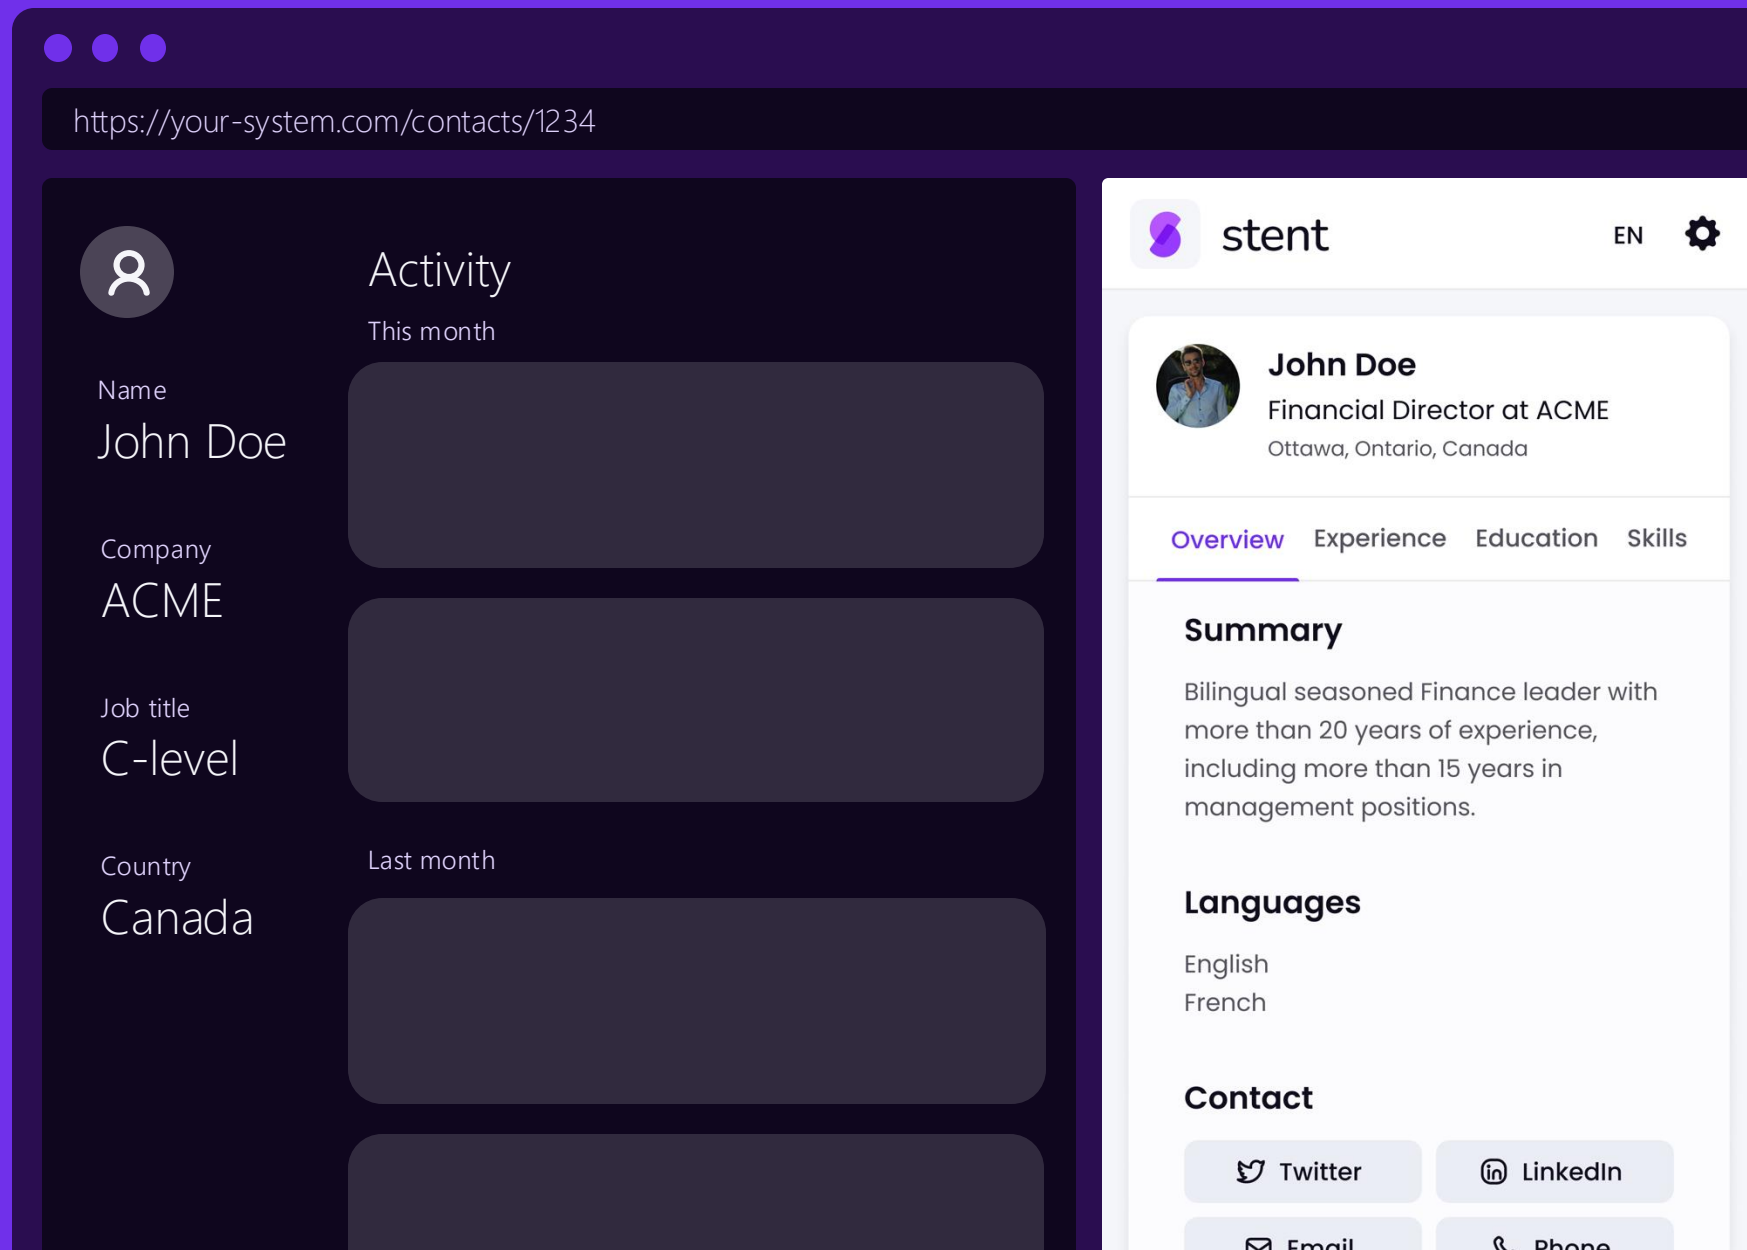 https://your-system.com/contacts/1234
Activity
This month
Name
John Doe
Company
ACME
Job title
C-level
Last month
Country
Canada
stent
EN
John Doe
Financial Director at ACME
Ottawa, Ontario, Canada
Overview Experience Education Skills
Summary
Bilingual seasoned Finance leader with
more than 20 years of experience,
including more than 15 years in
management positions.
Languages
English
French
Contact
Twitter LinkedIn
Email Phone